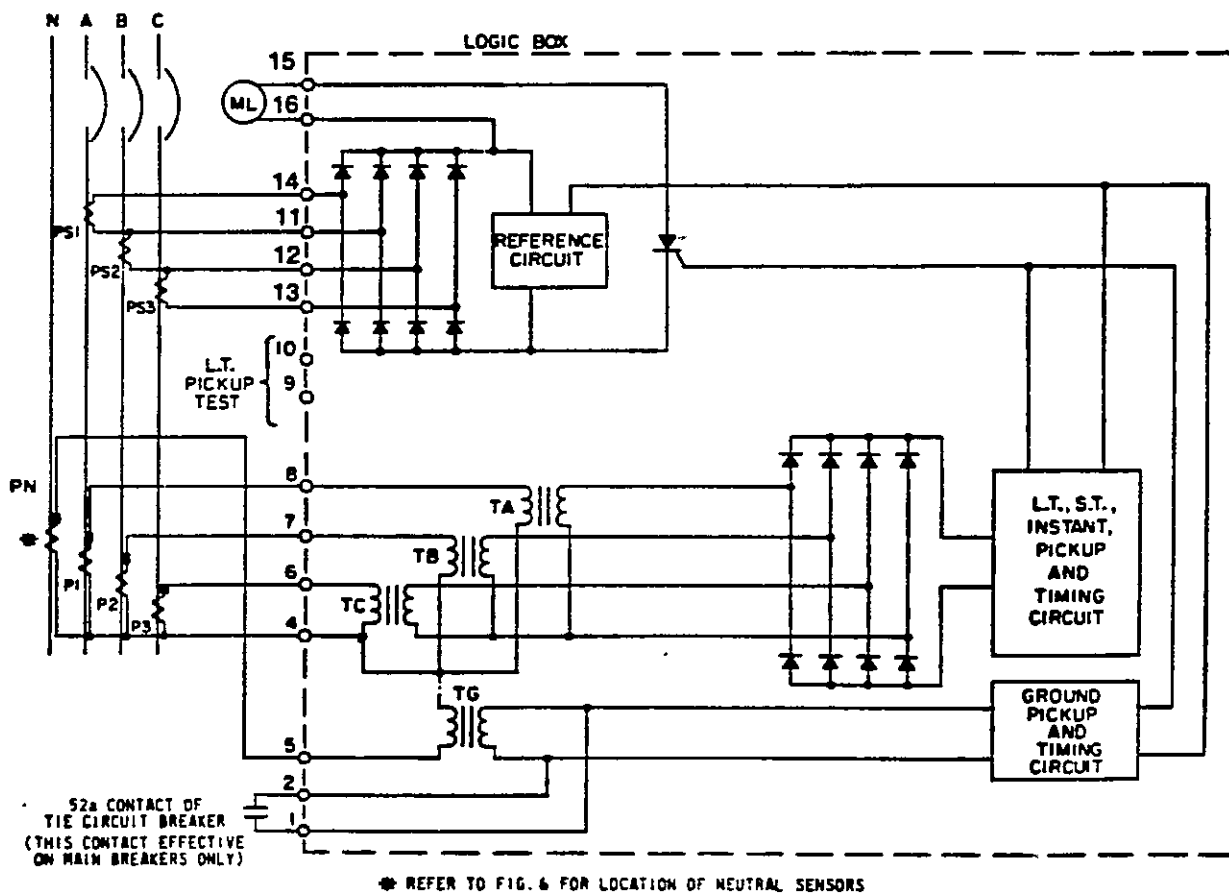 N A B C
LOGIC BOX
15
ML
16
14
PS1
11
PS2
12
PS3
13
REFERENCE
CIRCUIT
10
L.T.
PICKUP
TEST
9
PN
*
8
TA
7
TB
6
TC
P1
P2
P3
4
L.T., S.T.,
INSTANT,
PICKUP
AND
TIMING
CIRCUIT
TG
GROUND
PICKUP
AND
TIMING
CIRCUIT
5
2
1
52a CONTACT OF
TIE CIRCUIT BREAKER
(THIS CONTACT EFFECTIVE
ON MAIN BREAKERS ONLY)
* REFER TO FIG. 6 FOR LOCATION OF NEUTRAL SENSORS